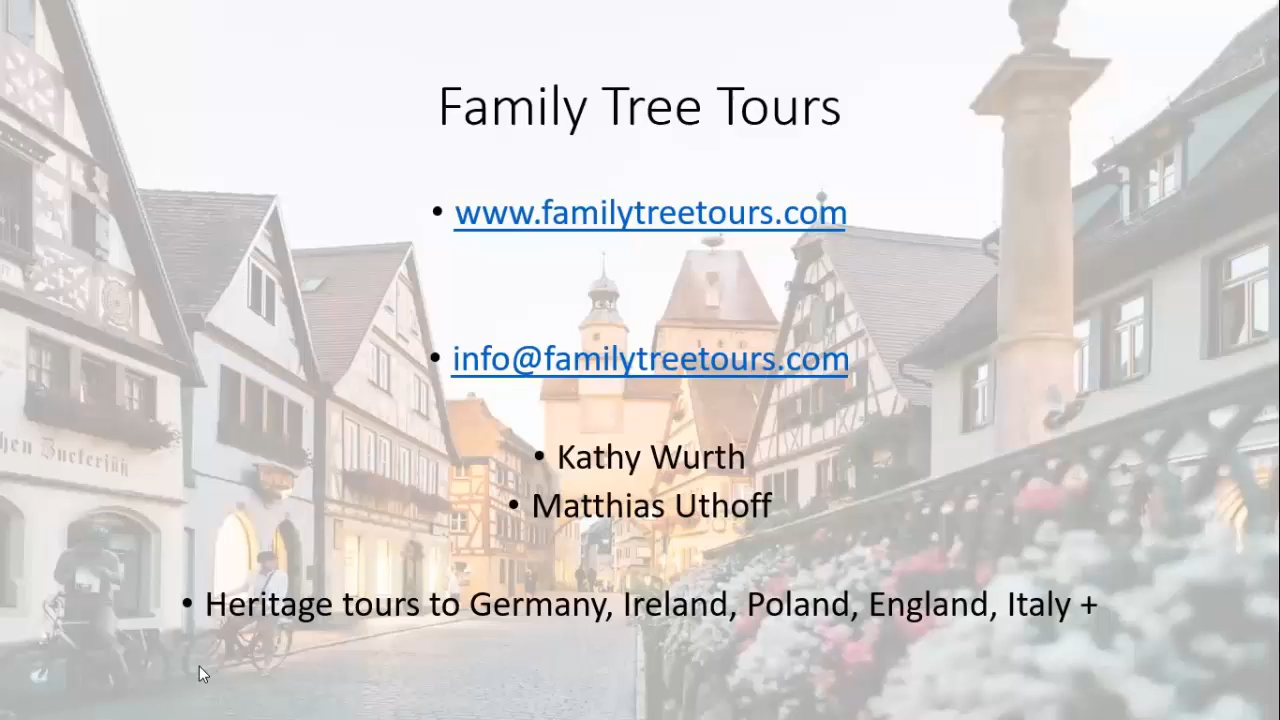 Family Tree Tours
• www.familytreetours.com
• info@familytreetours.com
• Kathy Wurth
• Matthias Uthoff
• Heritage tours to Germany, Ireland, Poland, England, Italy +